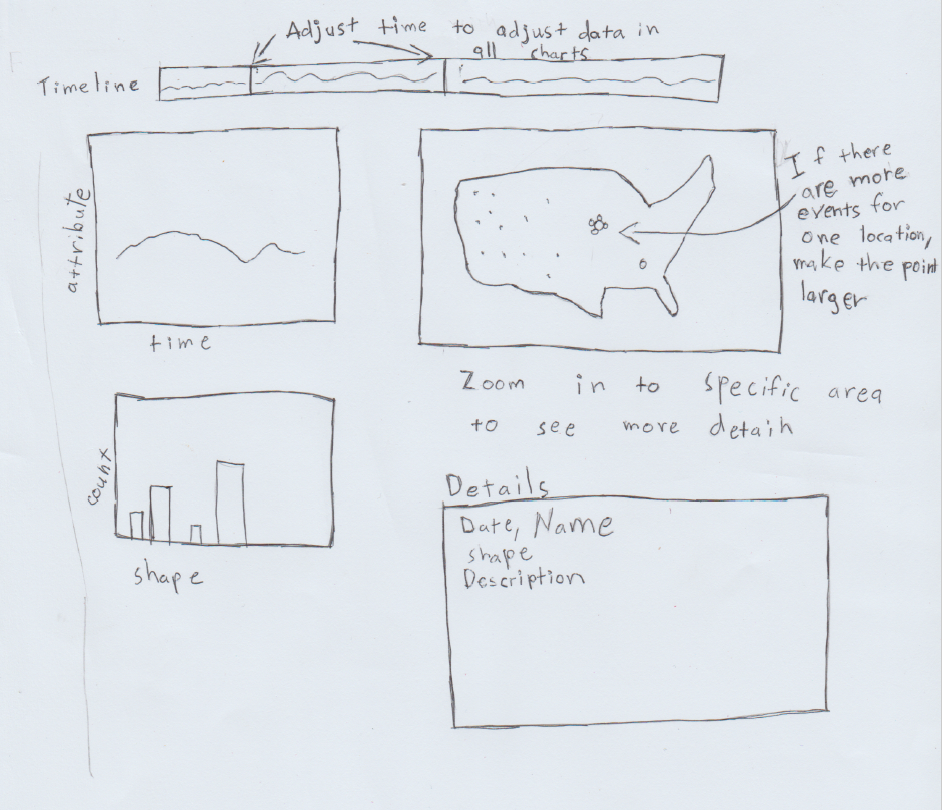 Adjust time to adjust data in
all charts
Timeline
attribute
time
If there
are more
events for
one location,
make the point
larger
Zoom in to specific area
to see more detail
count
shape
Details
Date, Name
shape
Description